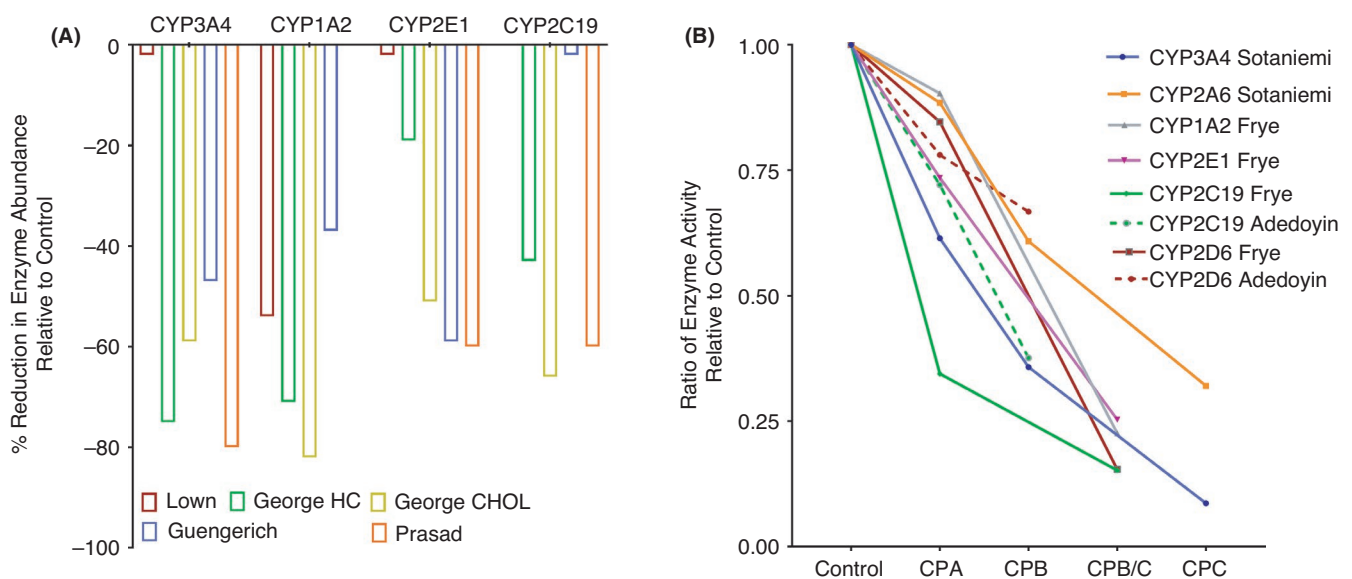 (A)
CYP3A4 CYP1A2 CYP2E1 CYP2C19
% Reduction in Enzyme Abundance
Relative to Control
0
–20
–40
–60
–80
–100
Lown George HC George CHOL
Guengerich Prasad
(B)
Ratio of Enzyme Activity
Relative to Control
1.00
0.75
0.50
0.25
0.00
Control CPA CPB CPB/C CPC
CYP3A4 Sotaniemi
CYP2A6 Sotaniemi
CYP1A2 Frye
CYP2E1 Frye
CYP2C19 Frye
CYP2C19 Adedoyin
CYP2D6 Frye
CYP2D6 Adedoyin